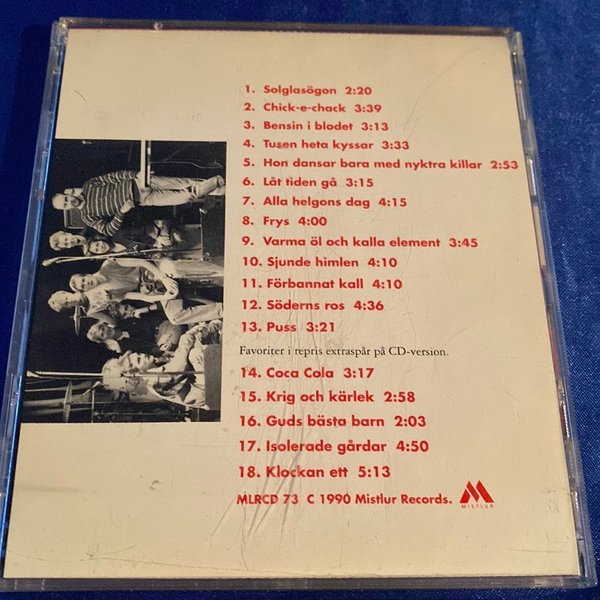 1. Solglasögon 2:20
2. Chick-e-chack 3:39
3. Bensin i blodet 3:13
4. Tusen heta kyssar 3:33
5. Hon dansar bara med nyktra killar 2:53
6. Låt tiden gå 3:15
7. Alla helgons dag 4:15
8. Frys 4:00
9. Varma öl och kalla element 3:45
10. Sjunde himlen 4:10
11. Förbannat kall 4:10
12. Söderns ros 4:36
13. Puss 3:21
Favoriter i repris extraspår på CD-version.
14. Coca Cola 3:17
15. Krig och kärlek 2:58
16. Guds bästa barn 2:03
17. Isolerade gårdar 4:50
18. Klockan ett 5:13
MLRCD 73 C 1990 Mistlur Records.
MISTLUR